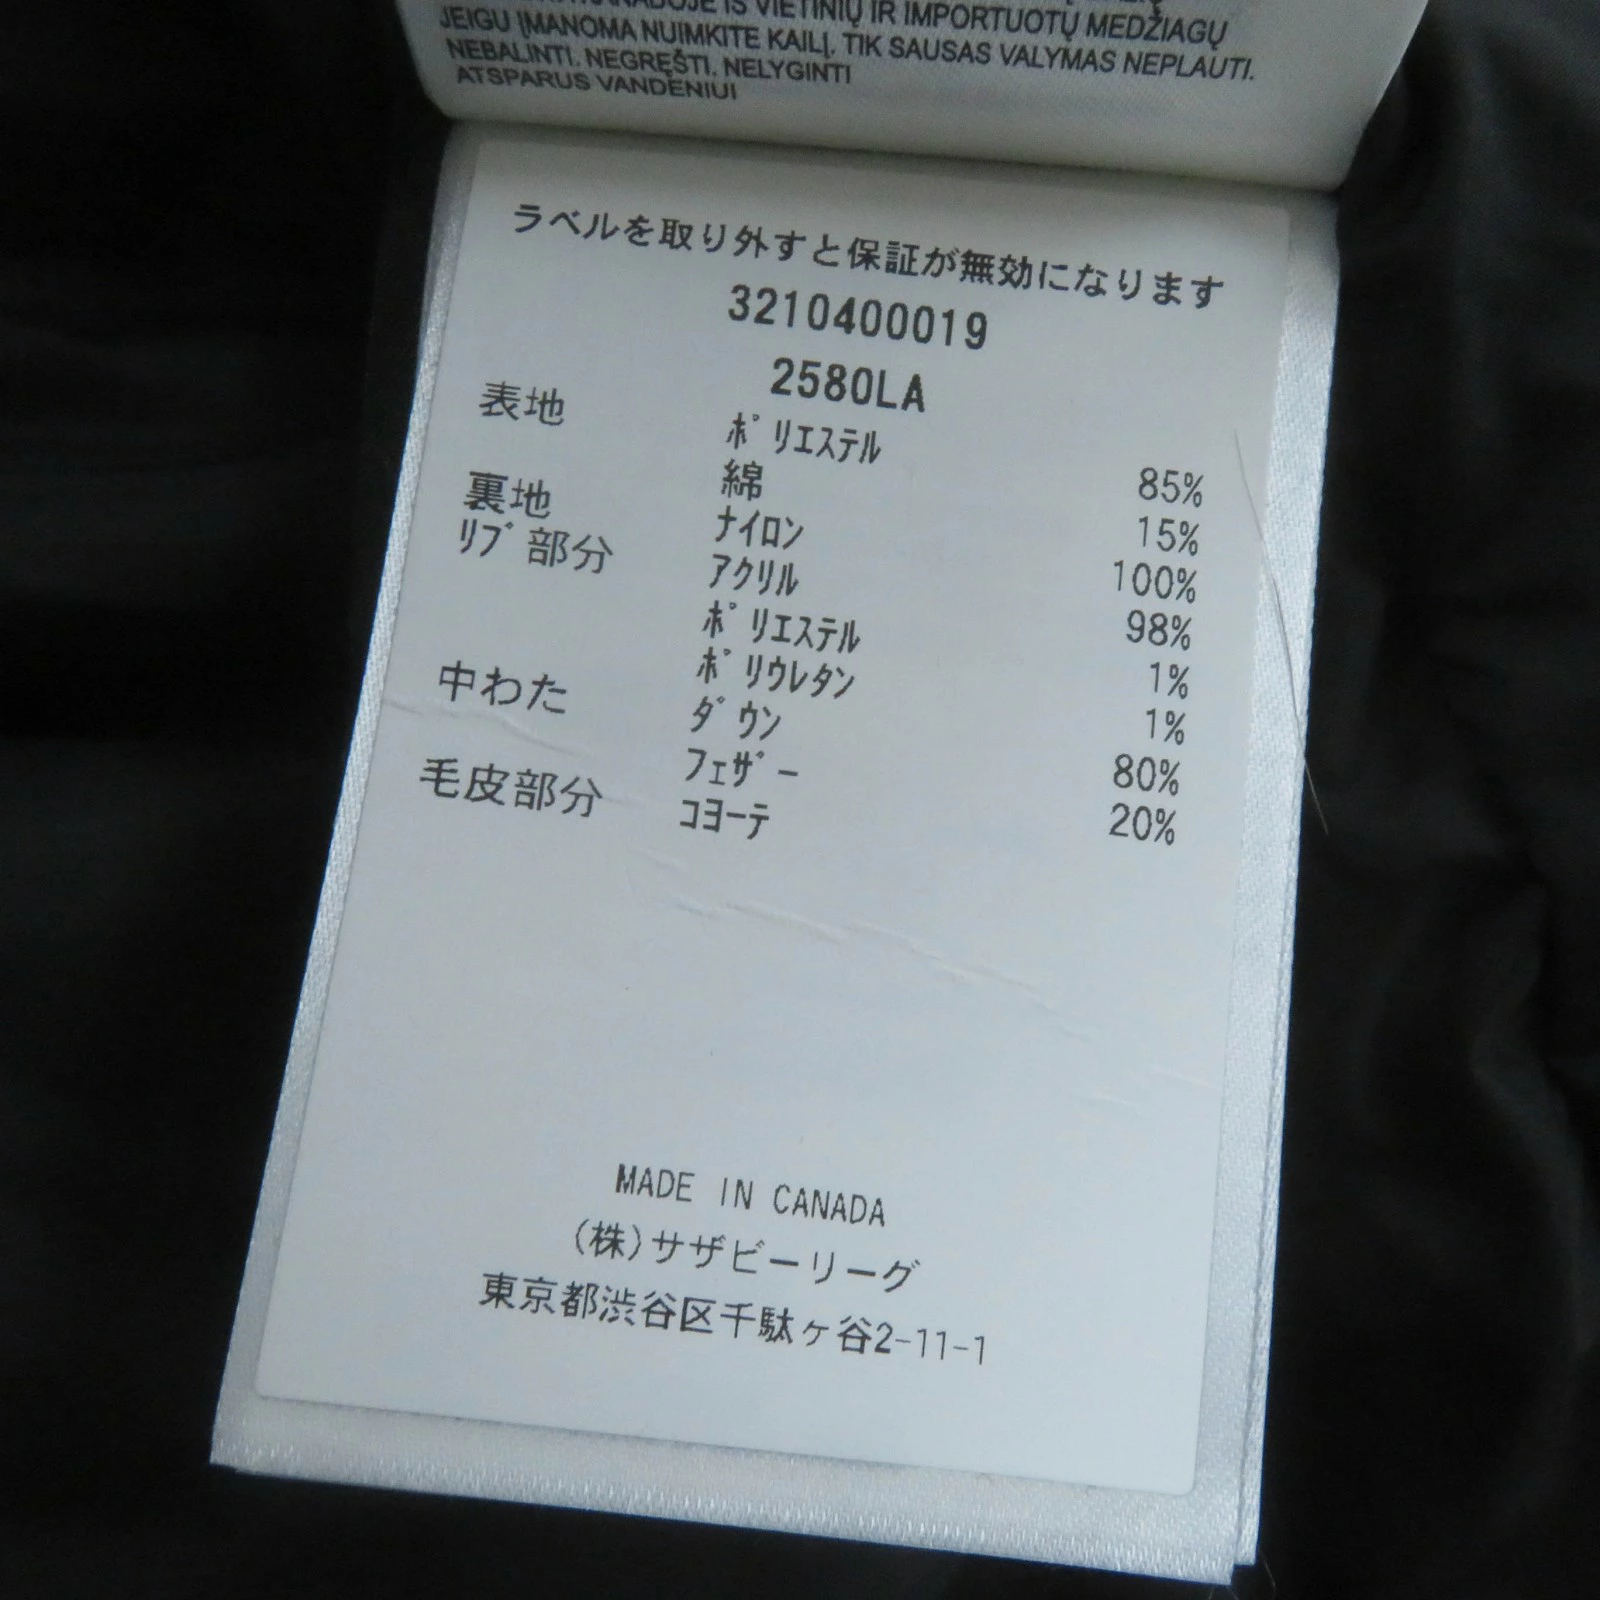 IŠ VIETINIŲ IR IMPORTUOTŲ MEDŽIAGŲ
JEIGU ĮMANOMA NUIMKITE KAILĮ. TIK SAUSAS VALYMAS NEPLAUTI.
NEBALINTI. NEGRĘŠTI. NELYGINTI
ATSPARUS VANDENIUI
ラベルを取り外すと保証が無効になります
3210400019
2580LA
表地 ﾎﾟﾘｴｽﾃﾙ 85%
綿 15%
裏地 ﾅｲﾛﾝ 100%
ﾘﾌﾞ部分 ｱｸﾘﾙ 98%
ﾎﾟﾘｴｽﾃﾙ 1%
ﾎﾟﾘｳﾚﾀﾝ 1%
中わた ﾀﾞｳﾝ 80%
ﾌｪｻﾞｰ 20%
毛皮部分 ｺﾖｰﾃ
MADE IN CANADA
(株)サザビーリーグ
東京都渋谷区千駄ヶ谷2-11-1